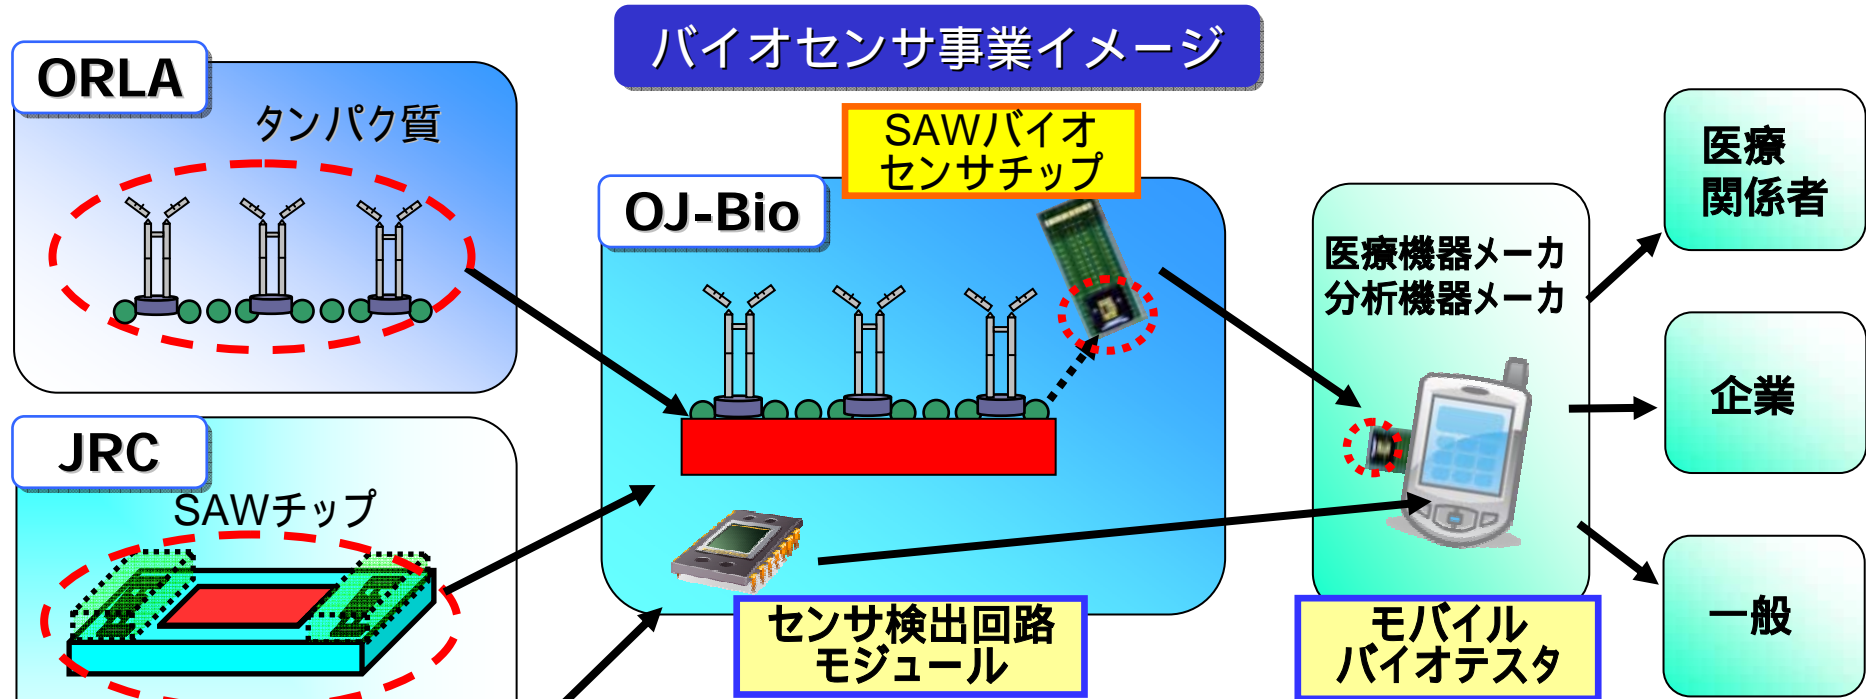 バイオセンサ事業イメージ
ORLA
タンパク質
JRC
SAWチップ
OJ-Bio
SAWバイオ
センサチップ
センサ検出回路
モジュール
医療機器メーカ
分析機器メーカ
モバイル
バイオテスタ
医療
関係者
企業
一般